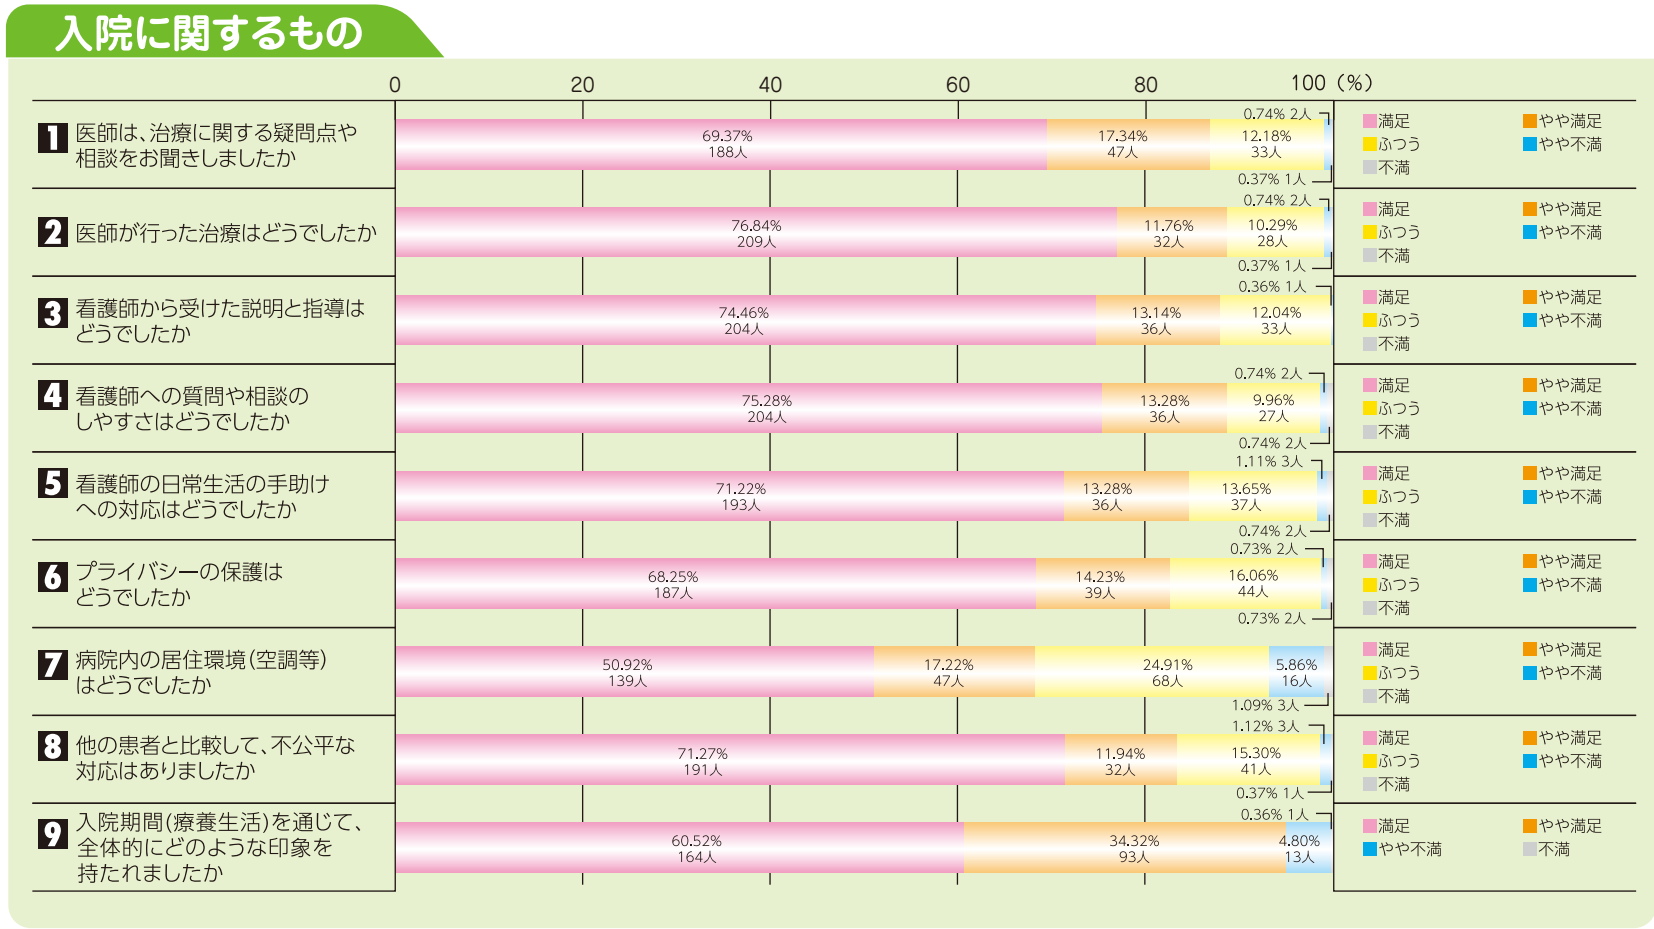 入院に関するもの
0 20 40 60 80 100 (%)
1 医師は、治療に関する疑問点や
相談をお聞きしましたか
69.37%
188人
17.34%
47人
12.18%
33人
0.74% 2人
0.37% 1人
満足 やや満足
ふつう やや不満
不満
2 医師が行った治療はどうでしたか
76.84%
209人
11.76%
32人
10.29%
28人
0.74% 2人
0.37% 1人
満足 やや満足
ふつう やや不満
不満
3 看護師から受けた説明と指導は
どうでしたか
74.46%
204人
13.14%
36人
12.04%
33人
0.36% 1人
満足 やや満足
ふつう やや不満
不満
4 看護師への質問や相談の
しやすさはどうでしたか
75.28%
204人
13.28%
36人
9.96%
27人
0.74% 2人
0.74% 2人
満足 やや満足
ふつう やや不満
不満
5 看護師の日常生活の手助け
への対応はどうでしたか
71.22%
193人
13.28%
36人
13.65%
37人
1.11% 3人
0.74% 2人
満足 やや満足
ふつう やや不満
不満
6 プライバシーの保護は
どうでしたか
68.25%
187人
14.23%
39人
16.06%
44人
0.73% 2人
0.73% 2人
満足 やや満足
ふつう やや不満
不満
7 病院内の居住環境(空調等)
はどうでしたか
50.92%
139人
17.22%
47人
24.91%
68人
5.86%
16人
1.09% 3人
満足 やや満足
ふつう やや不満
不満
8 他の患者と比較して、不公平な
対応はありましたか
71.27%
191人
11.94%
32人
15.30%
41人
1.12% 3人
0.37% 1人
満足 やや満足
ふつう やや不満
不満
9 入院期間(療養生活)を通じて、
全体的にどのような印象を
持たれましたか
60.52%
164人
34.32%
93人
4.80%
13人
0.36% 1人
満足 やや満足
やや不満 不満